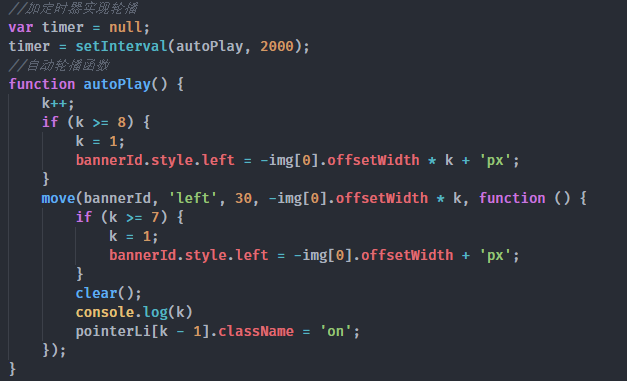 //加定时器实现轮播
var timer = null;
timer = setInterval(autoPlay, 2000);
//自动轮播函数
function autoPlay() {
    k++;
    if (k >= 8) {
        k = 1;
        bannerId.style.left = -img[0].offsetWidth * k + 'px';
    }
    move(bannerId, 'left', 30, -img[0].offsetWidth * k, function () {
        if (k >= 7) {
            k = 1;
            bannerId.style.left = -img[0].offsetWidth + 'px';
        }
        clear();
        console.log(k)
        pointerLi[k - 1].className = 'on';
    });
}